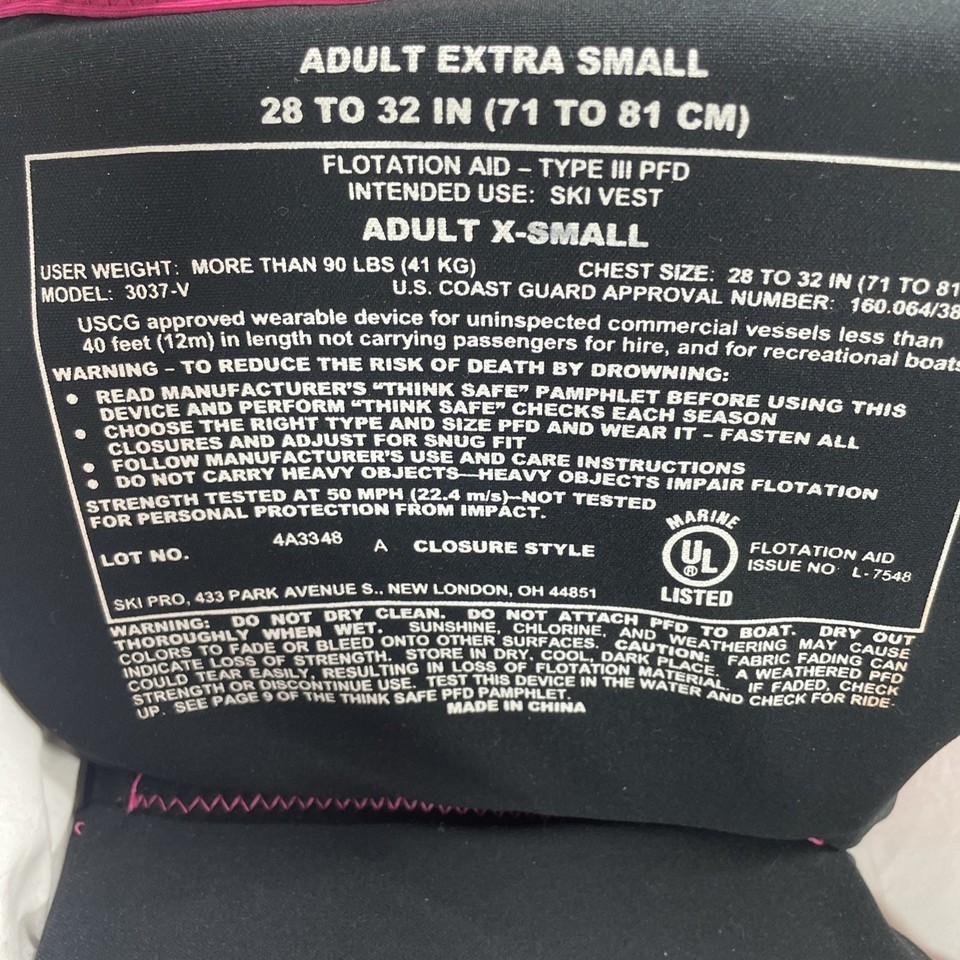 ADULT EXTRA SMALL
28 TO 32 IN (71 TO 81 CM)
FLOTATION AID – TYPE III PFD
INTENDED USE: SKI VEST
ADULT X-SMALL
USER WEIGHT: MORE THAN 90 LBS (41 KG) CHEST SIZE: 28 TO 32 IN (71 TO 81
MODEL: 3037-V U.S. COAST GUARD APPROVAL NUMBER: 160.064/38
USCG approved wearable device for uninspected commercial vessels less than
40 feet (12m) in length not carrying passengers for hire, and for recreational boats
WARNING – TO REDUCE THE RISK OF DEATH BY DROWNING:
• READ MANUFACTURER'S "THINK SAFE" PAMPHLET BEFORE USING THIS
DEVICE AND PERFORM "THINK SAFE" CHECKS EACH SEASON
• CHOOSE THE RIGHT TYPE AND SIZE PFD AND WEAR IT – FASTEN ALL
CLOSURES AND ADJUST FOR SNUG FIT
• FOLLOW MANUFACTURER'S USE AND CARE INSTRUCTIONS
• DO NOT CARRY HEAVY OBJECTS—HEAVY OBJECTS IMPAIR FLOTATION
STRENGTH TESTED AT 50 MPH (22.4 m/s)–NOT TESTED
FOR PERSONAL PROTECTION FROM IMPACT.
LOT NO. 4A3348 A CLOSURE STYLE
MARINE
UL ®
LISTED
FLOTATION AID
ISSUE NO L-7548
SKI PRO, 433 PARK AVENUE S., NEW LONDON, OH 44851
WARNING: DO NOT DRY CLEAN. DO NOT ATTACH PFD TO BOAT. DRY OUT
THOROUGHLY WHEN WET. SUNSHINE, CHLORINE, AND WEATHERING MAY CAUSE
COLORS TO FADE OR BLEED ONTO OTHER SURFACES. CAUTION: FABRIC FADING CAN
INDICATE LOSS OF STRENGTH. STORE IN DRY, COOL, DARK PLACE. A WEATHERED PFD
COULD TEAR EASILY, RESULTING IN LOSS OF FLOTATION MATERIAL. IF FADED, CHECK
STRENGTH OR DISCONTINUE USE. TEST THIS DEVICE IN THE WATER AND CHECK FOR RIDE-
UP. SEE PAGE 9 OF THE THINK SAFE PFD PAMPHLET.
MADE IN CHINA